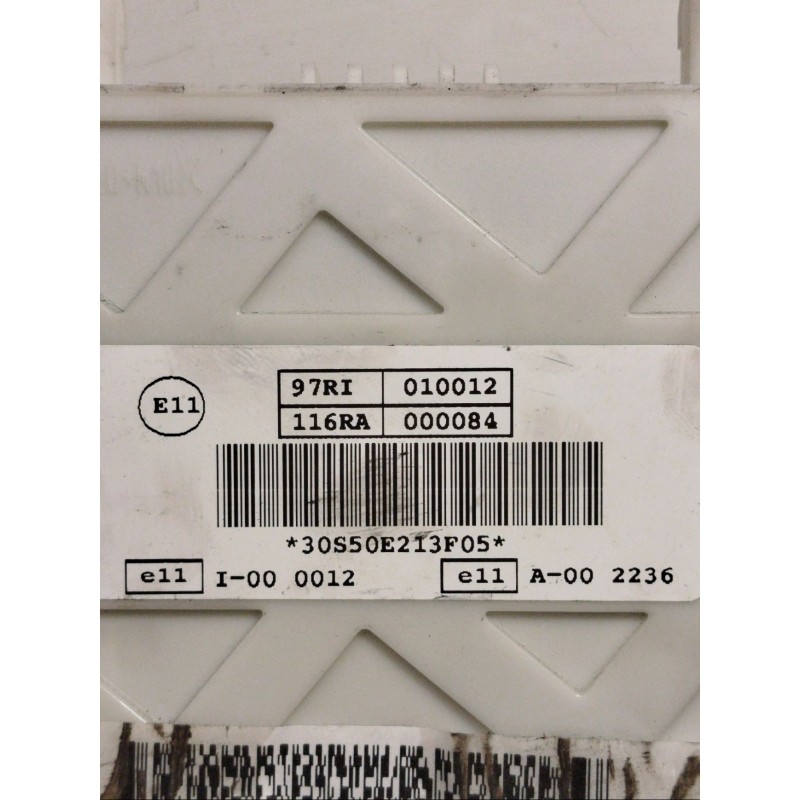 E11
97RI 010012
116RA 000084
*30S50E213F05*
e11 I-00 0012 e11 A-00 2236